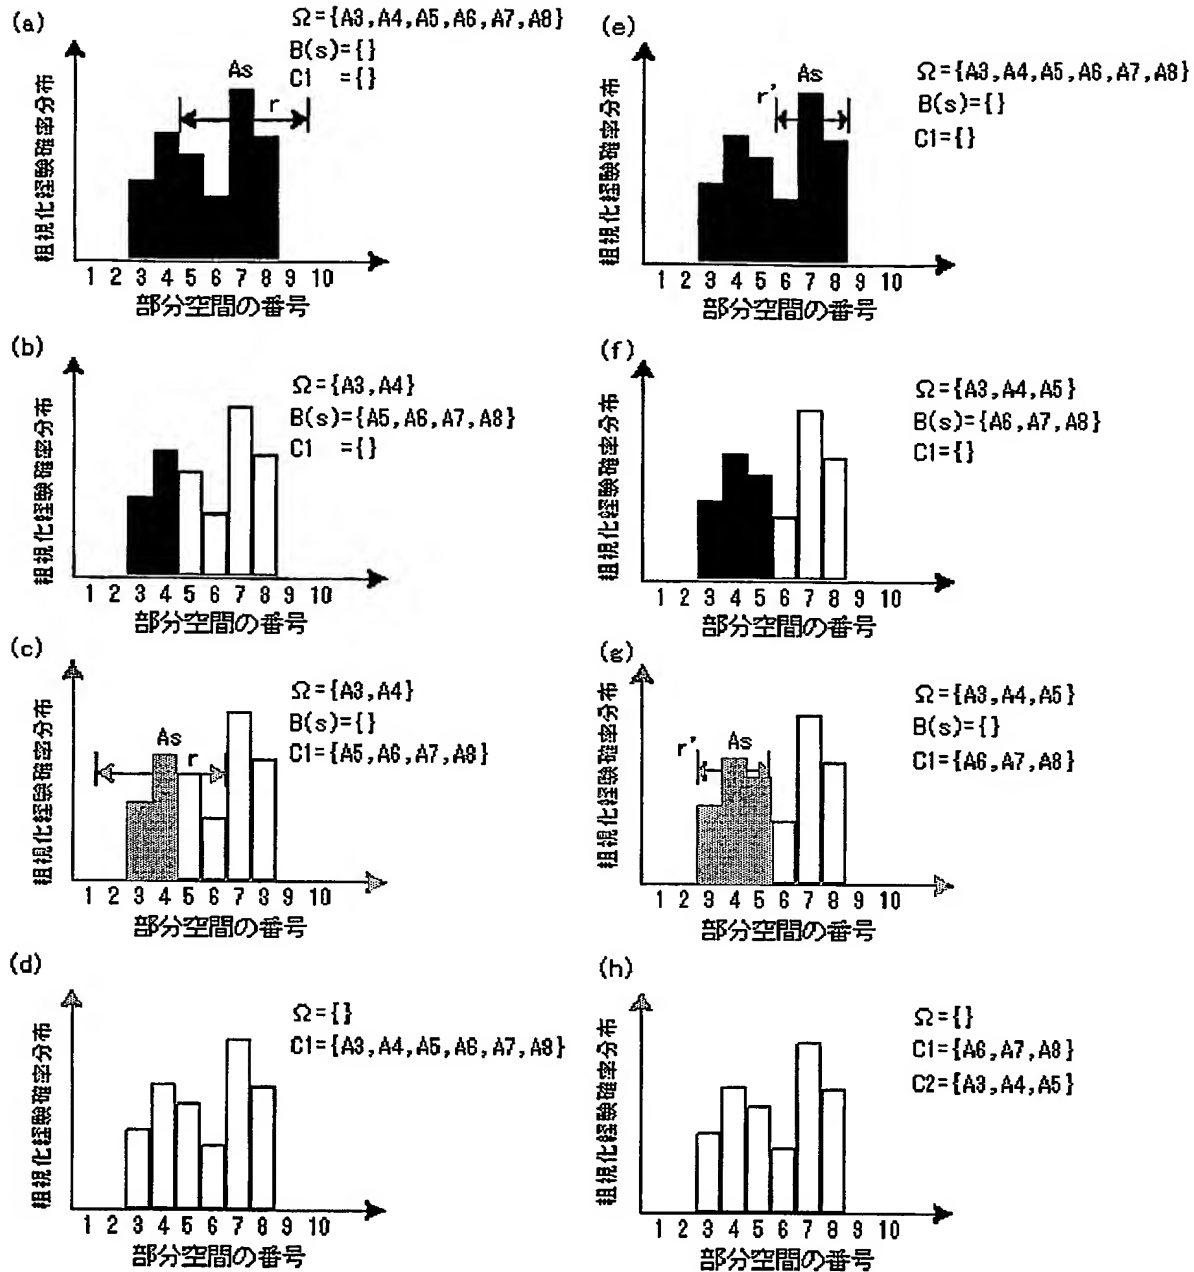 (a)
Ω={A3,A4,A5,A6,A7,A8}
B(s)={}
C1 ={}
As
r
粗視化経験確率分布
1 2 3 4 5 6 7 8 9 10
部分空間の番号
(b)
Ω={A3,A4}
B(s)={A5,A6,A7,A8}
C1 ={}
粗視化経験確率分布
1 2 3 4 5 6 7 8 9 10
部分空間の番号
(c)
Ω={A3,A4}
B(s)={}
C1={A5,A6,A7,A8}
As
r
粗視化経験確率分布
1 2 3 4 5 6 7 8 9 10
部分空間の番号
(d)
Ω={}
C1={A3,A4,A5,A6,A7,A8}
粗視化経験確率分布
1 2 3 4 5 6 7 8 9 10
部分空間の番号
(e)
Ω={A3,A4,A5,A6,A7,A8}
B(s)={}
C1={}
As
r'
粗視化経験確率分布
1 2 3 4 5 6 7 8 9 10
部分空間の番号
(f)
Ω={A3,A4,A5}
B(s)={A6,A7,A8}
C1={}
粗視化経験確率分布
1 2 3 4 5 6 7 8 9 10
部分空間の番号
(g)
Ω={A3,A4,A5}
B(s)={}
C1={A6,A7,A8}
As
r'
粗視化経験確率分布
1 2 3 4 5 6 7 8 9 10
部分空間の番号
(h)
Ω={}
C1={A6,A7,A8}
C2={A3,A4,A5}
粗視化経験確率分布
1 2 3 4 5 6 7 8 9 10
部分空間の番号